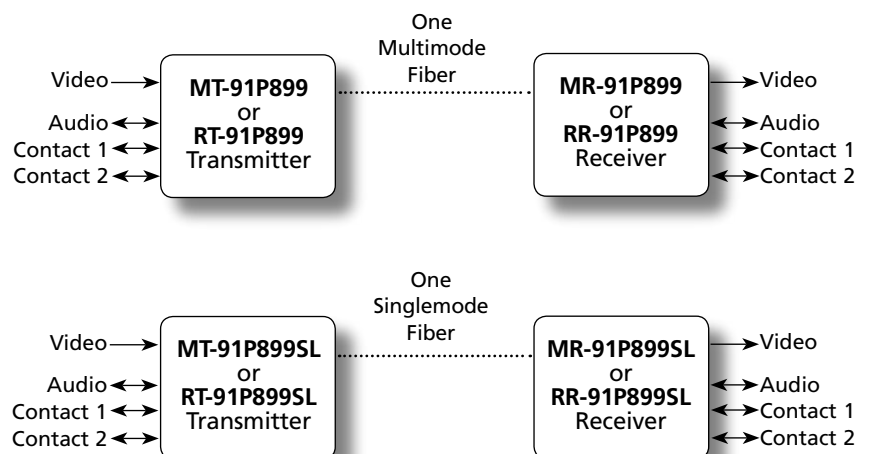 One
Multimode
Fiber
Video
Audio
Contact 1
Contact 2
MT-91P899
or
RT-91P899
Transmitter
MR-91P899
or
RR-91P899
Receiver
Video
Audio
Contact 1
Contact 2
One
Singlemode
Fiber
Video
Audio
Contact 1
Contact 2
MT-91P899SL
or
RT-91P899SL
Transmitter
MR-91P899SL
or
RR-91P899SL
Receiver
Video
Audio
Contact 1
Contact 2